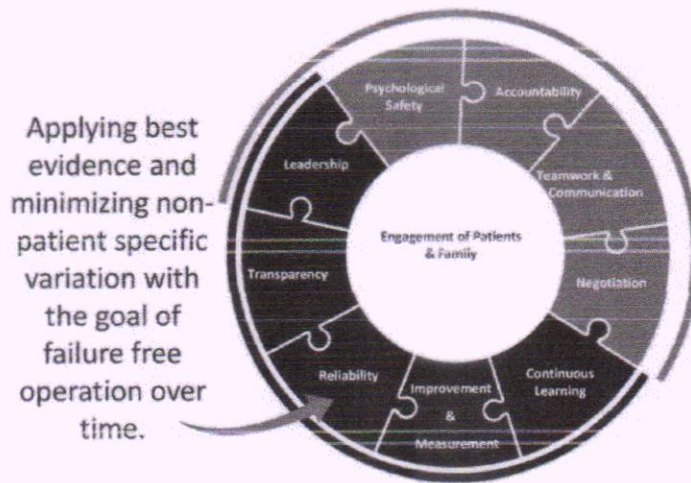 Applying best
evidence and
minimizing non-
patient specific
variation with
the goal of
failure free
operation over
time.
Psychological
Safety
Accountability
Teamwork &
Communication
Negotiation
Continuous
Learning
Improvement
&
Measurement
Reliability
Transparency
Leadership
Engagement of Patients
& Family